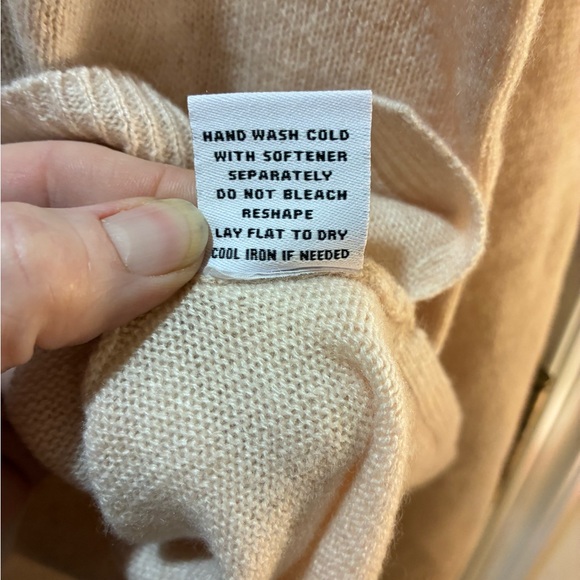 HAND WASH COLD
WITH SOFTENER
SEPARATELY
DO NOT BLEACH
RESHAPE
LAY FLAT TO DRY
COOL IRON IF NEEDED